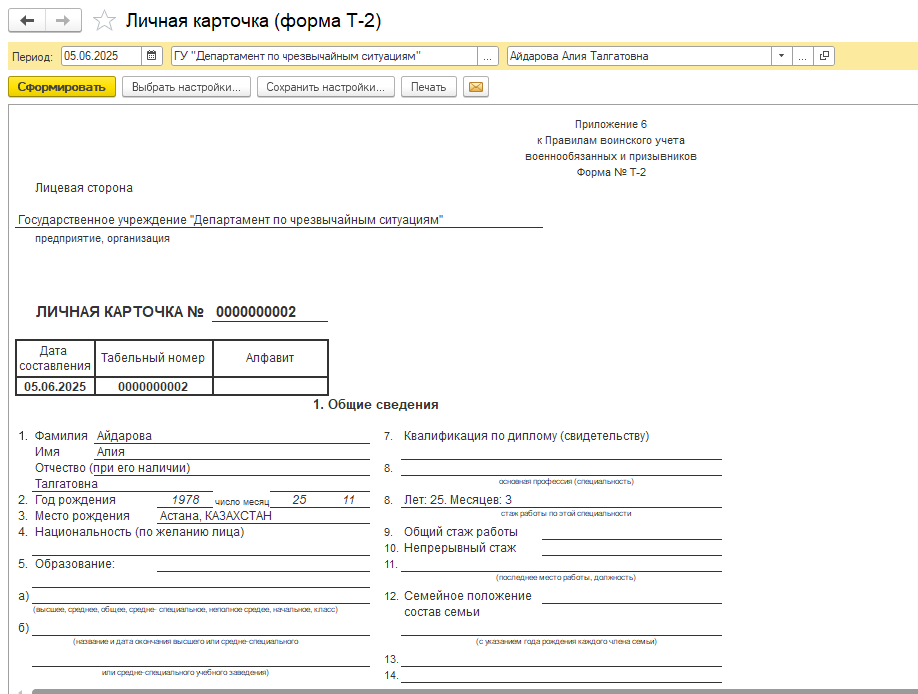 Личная карточка (форма Т-2)
Период: 05.06.2025 ГУ "Департамент по чрезвычайным ситуациям" ... Айдарова Алия Талгатовна ...
Сформировать Выбрать настройки... Сохранить настройки... Печать
Приложение 6
к Правилам воинского учета
военнообязанных и призывников
Форма № Т-2
Лицевая сторона
Государственное учреждение "Департамент по чрезвычайным ситуациям"
предприятие, организация
ЛИЧНАЯ КАРТОЧКА № 0000000002
Дата составления Табельный номер Алфавит
05.06.2025 0000000002
1. Общие сведения
1. Фамилия Айдарова
Имя Алия
Отчество (при его наличии)
Талгатовна
2. Год рождения 1978 число месяц 25 11
3. Место рождения Астана, КАЗАХСТАН
4. Национальность (по желанию лица)
5. Образование:
а)
(высшее, среднее, общее, средне- специальное, неполное средее, начальное, класс)
б)
(название и дата окончания высшего или средне-специального
или средне-специального учебного заведения)
7. Квалификация по диплому (свидетельству)
8.
основная профессия (специальность)
8. Лет: 25. Месяцев: 3
стаж работы по этой специальности
9. Общий стаж работы
10. Непрерывный стаж
11.
(последнее место работы, должность)
12. Семейное положение
состав семьи
(с указанием года рождения каждого члена семьи)
13.
14.